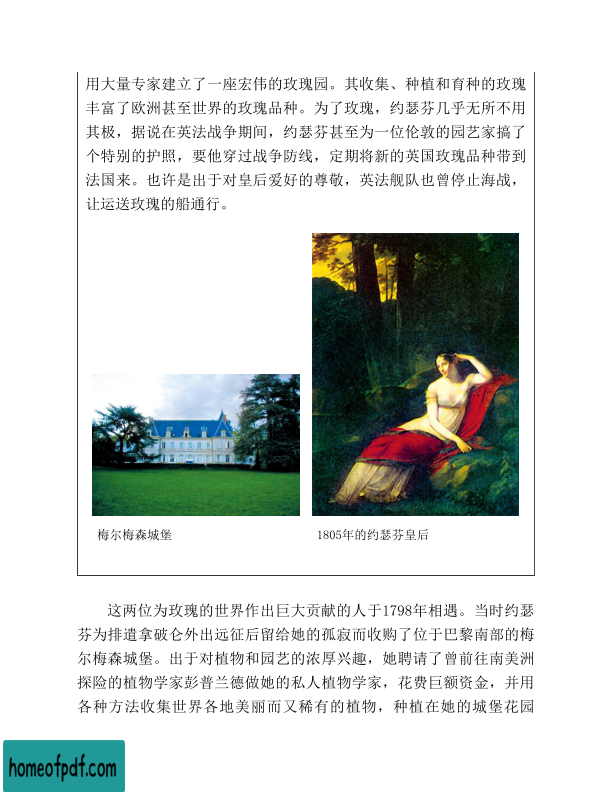 用大量专家建立了一座宏伟的玫瑰园。其收集、种植和育种的玫瑰
丰富了欧洲甚至世界的玫瑰品种。为了玫瑰，约瑟芬几乎无所不用
其极，据说在英法战争期间，约瑟芬甚至为一位伦敦的园艺家搞了
个特别的护照，要他穿过战争防线，定期将新的英国玫瑰品种带到
法国来。也许是出于对皇后爱好的尊敬，英法舰队也曾停止海战，
让运送玫瑰的船通行。
梅尔梅森城堡
1805年的约瑟芬皇后
这两位为玫瑰的世界作出巨大贡献的人于1798年相遇。当时约瑟
芬为排遣拿破仑外出远征后留给她的孤寂而收购了位于巴黎南部的梅
尔梅森城堡。出于对植物和园艺的浓厚兴趣，她聘请了曾前往南美洲
探险的植物学家彭普兰德做她的私人植物学家，花费巨额资金，并用
各种方法收集世界各地美丽而又稀有的植物，种植在她的城堡花园
homeofpdf.com